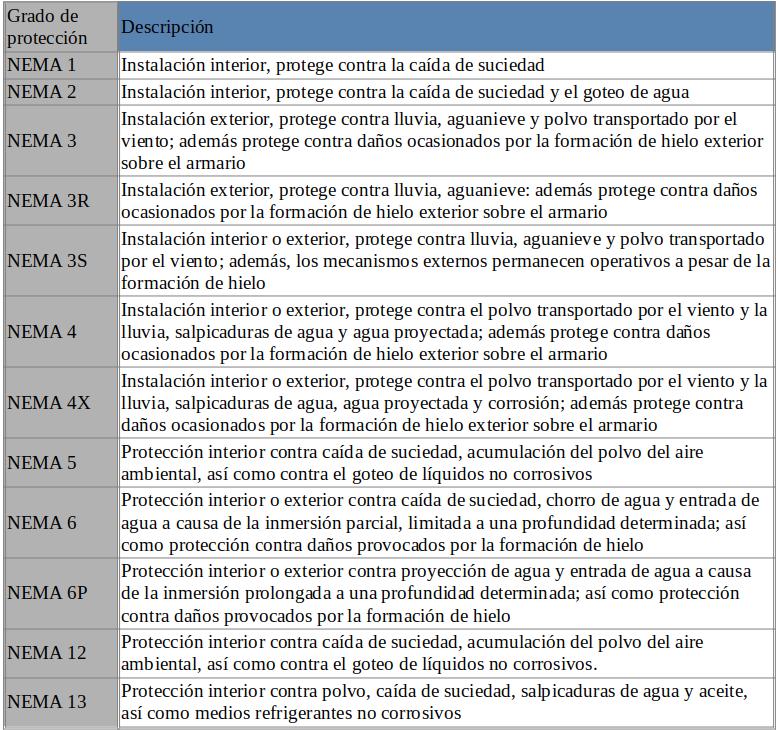 Grado de
protección
Descripción
NEMA 1
Instalación interior, protege contra la caída de suciedad
NEMA 2
Instalación interior, protege contra la caída de suciedad y el goteo de agua
NEMA 3
Instalación exterior, protege contra lluvia, aguanieve y polvo transportado por el
viento; además protege contra daños ocasionados por la formación de hielo exterior
sobre el armario
NEMA 3R
Instalación exterior, protege contra lluvia, aguanieve: además protege contra daños
ocasionados por la formación de hielo exterior sobre el armario
NEMA 3S
Instalación interior o exterior, protege contra lluvia, aguanieve y polvo transportado
por el viento; además, los mecanismos externos permanecen operativos a pesar de la
formación de hielo
NEMA 4
Instalación interior o exterior, protege contra el polvo transportado por el viento y la
lluvia, salpicaduras de agua y agua proyectada; además protege contra daños
ocasionados por la formación de hielo exterior sobre el armario
NEMA 4X
Instalación interior o exterior, protege contra el polvo transportado por el viento y la
lluvia, salpicaduras de agua, agua proyectada y corrosión; además protege contra
daños ocasionados por la formación de hielo exterior sobre el armario
NEMA 5
Protección interior contra caída de suciedad, acumulación del polvo del aire
ambiental, así como contra el goteo de líquidos no corrosivos
NEMA 6
Protección interior o exterior contra caída de suciedad, chorro de agua y entrada de
agua a causa de la inmersión parcial, limitada a una profundidad determinada; así
como protección contra daños provocados por la formación de hielo
NEMA 6P
Protección interior o exterior contra proyección de agua y entrada de agua a causa
de la inmersión prolongada a una profundidad determinada; así como protección
contra daños provocados por la formación de hielo
NEMA 12
Protección interior contra caída de suciedad, acumulación del polvo del aire
ambiental, así como contra el goteo de líquidos no corrosivos.
NEMA 13
Protección interior contra polvo, caída de suciedad, salpicaduras de agua y aceite,
así como medios refrigerantes no corrosivos